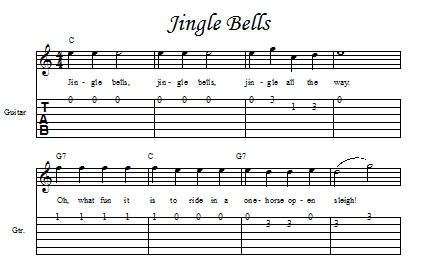 Jingle Bells
C
4
4
Jin - gle bells, jin - gle bells, jin - gle all the way.
Guitar
T 0 0 0 0 0 0 0 3 1 3 0
A
B
G7 C G7
Oh, what fun it is to ride in a one - horse op - en sleigh!
Gtr. 1 1 1 1 1 0 0 0 0 3 3 0 3 3